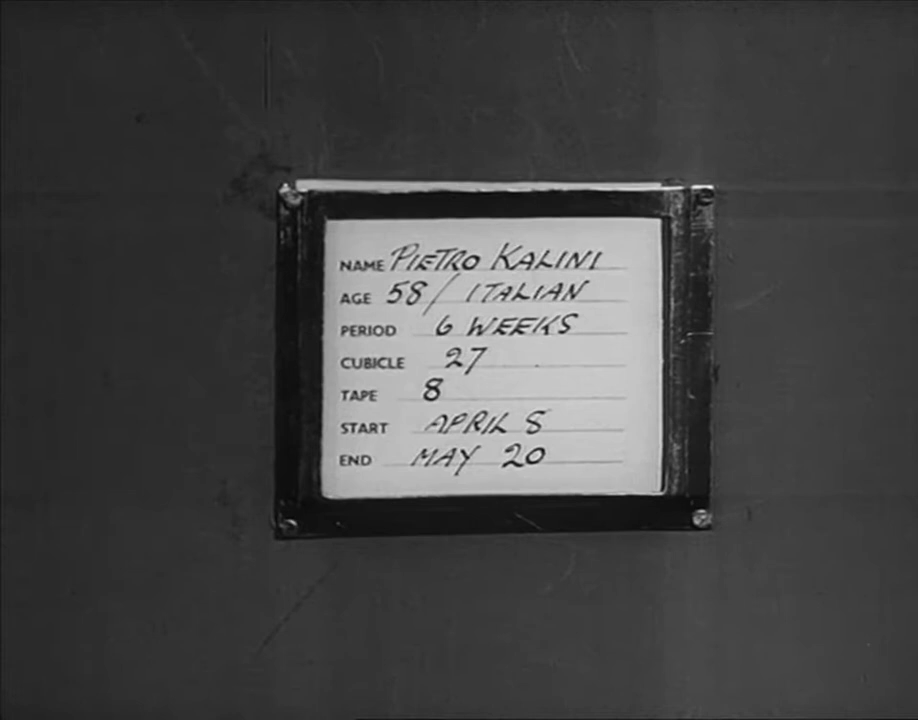 NAME PIETRO KALINI
AGE 58/ ITALIAN
PERIOD 6 WEEKS
CUBICLE 27
TAPE 8
START APRIL 8
END MAY 20